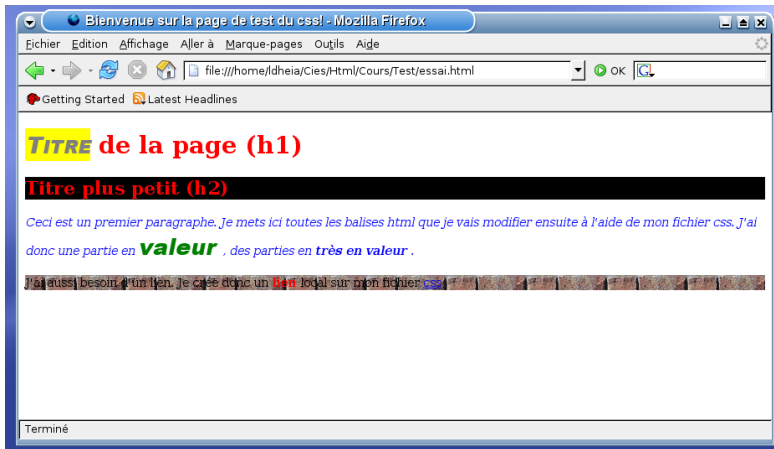 Bienvenue sur la page de test du css! - Mozilla Firefox
Fichier Edition Affichage Aller à Marque-pages Outils Aide
file:///home/ldheia/Cies/Html/Cours/Test/essai.html OK G
Getting Started Latest Headlines
TITRE de la page (h1)
Titre plus petit (h2)
Ceci est un premier paragraphe. Je mets ici toutes les balises html que je vais modifier ensuite à l'aide de mon fichier css. J'ai
donc une partie en valeur , des parties en très en valeur .
J'ai aussi besoin d'un lien. Je crée donc un lien local sur mon fichier css
Terminé